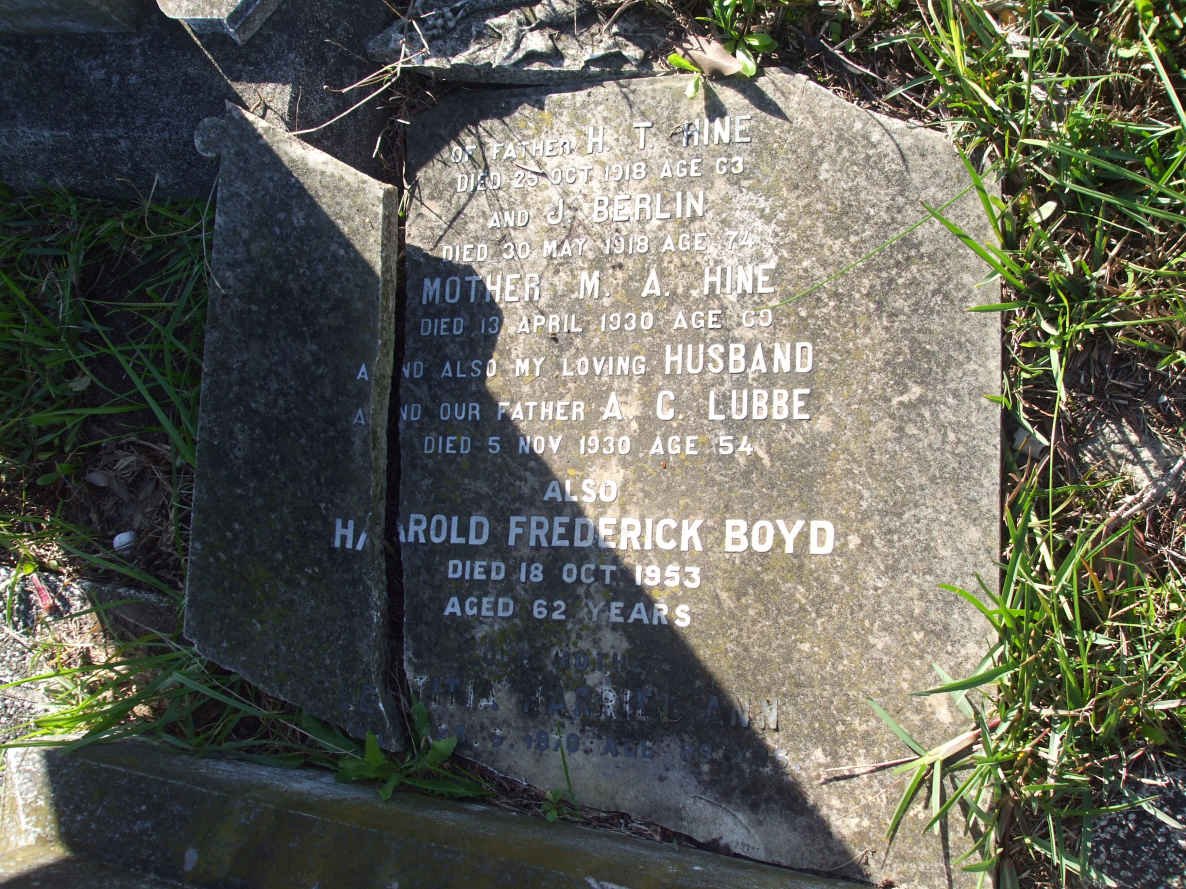 OF FATHER H. T. HINE
DIED 25 OCT 1918 AGE 63
AND J. BERLIN
DIED 30 MAY 1918 AGE 74
MOTHER M. A. HINE
DIED 13 APRIL 1930 AGE
AND ALSO MY LOVING HUSBAND
AND OUR FATHER A. C. LUBBE
DIED 5 NOV 1930 AGE 54
ALSO
HAROLD FREDERICK BOYD
DIED 18 OCT 1953
AGED 62 YEARS
ANN